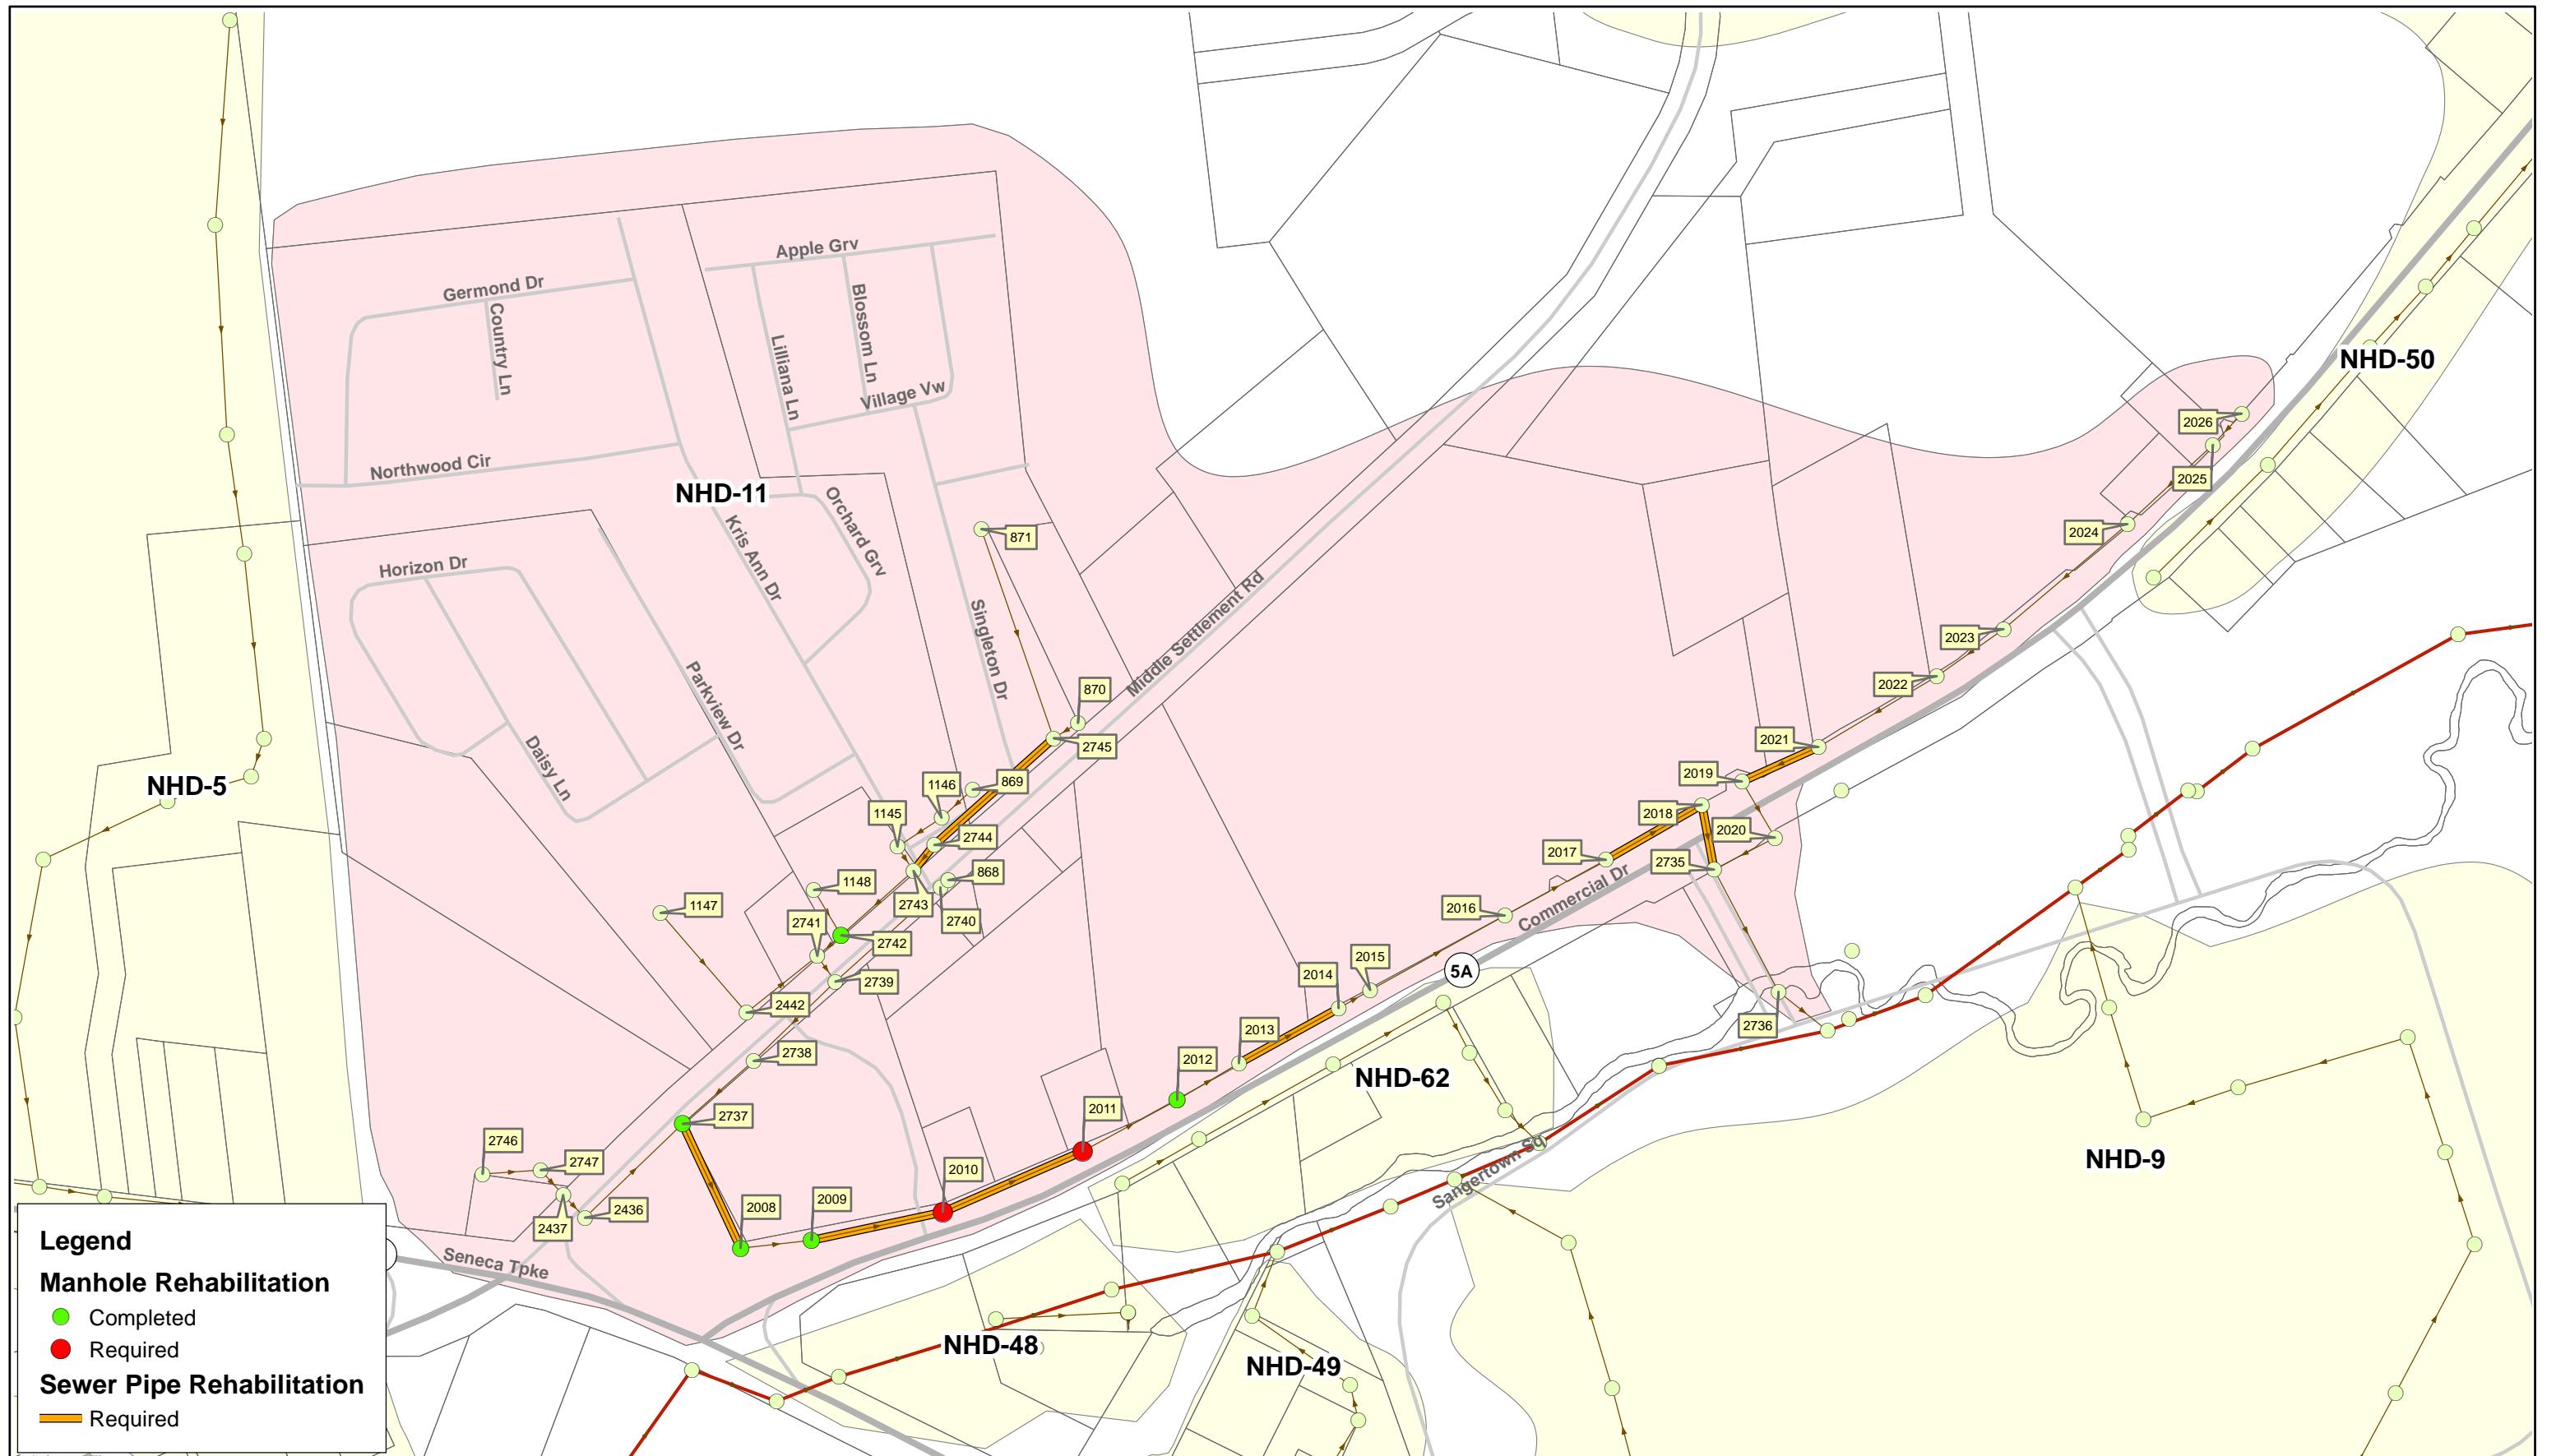 Apple Grv
Germond Dr
Country Ln
Blossom Ln
Lilliana Ln
Village Vw
NHD-50
2026
2025
Northwood Cir
NHD-11
Orchard Grv
Kris Ann Dr
871
2024
Horizon Dr
Singleton Dr
Middle Settlement Rd
2023
Parkview Dr
870
2022
2745
2021
Daisy Ln
NHD-5
1146
869
2019
1145
2018
2744
2020
2017
2735
868
1148
1147
2743
2740
2741
2742
Commercial Dr
2016
2015
2014
5A
2739
2442
2736
2738
2013
2012
NHD-62
2737
2011
2746
2747
2010
Sangertown Sq
NHD-9
2009
2008
2436
2437
Seneca Tpke
NHD-48
NHD-49
Legend
Manhole Rehabilitation
Completed
Required
Sewer Pipe Rehabilitation
Required